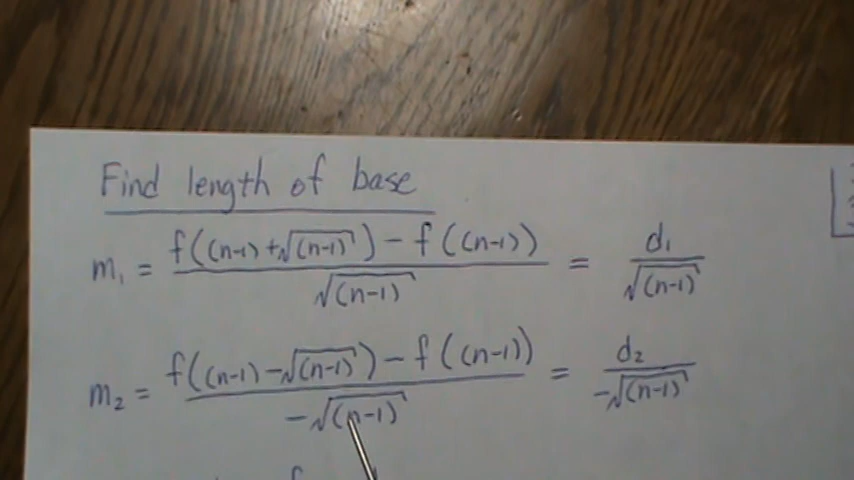 Find length of base
m₁ = f((n-1)+√(n-1)) - f((n-1)) / √(n-1) = d₁ / √(n-1)
m₂ = f((n-1)-√(n-1)) - f((n-1)) / -√(n-1) = d₂ / -√(n-1)